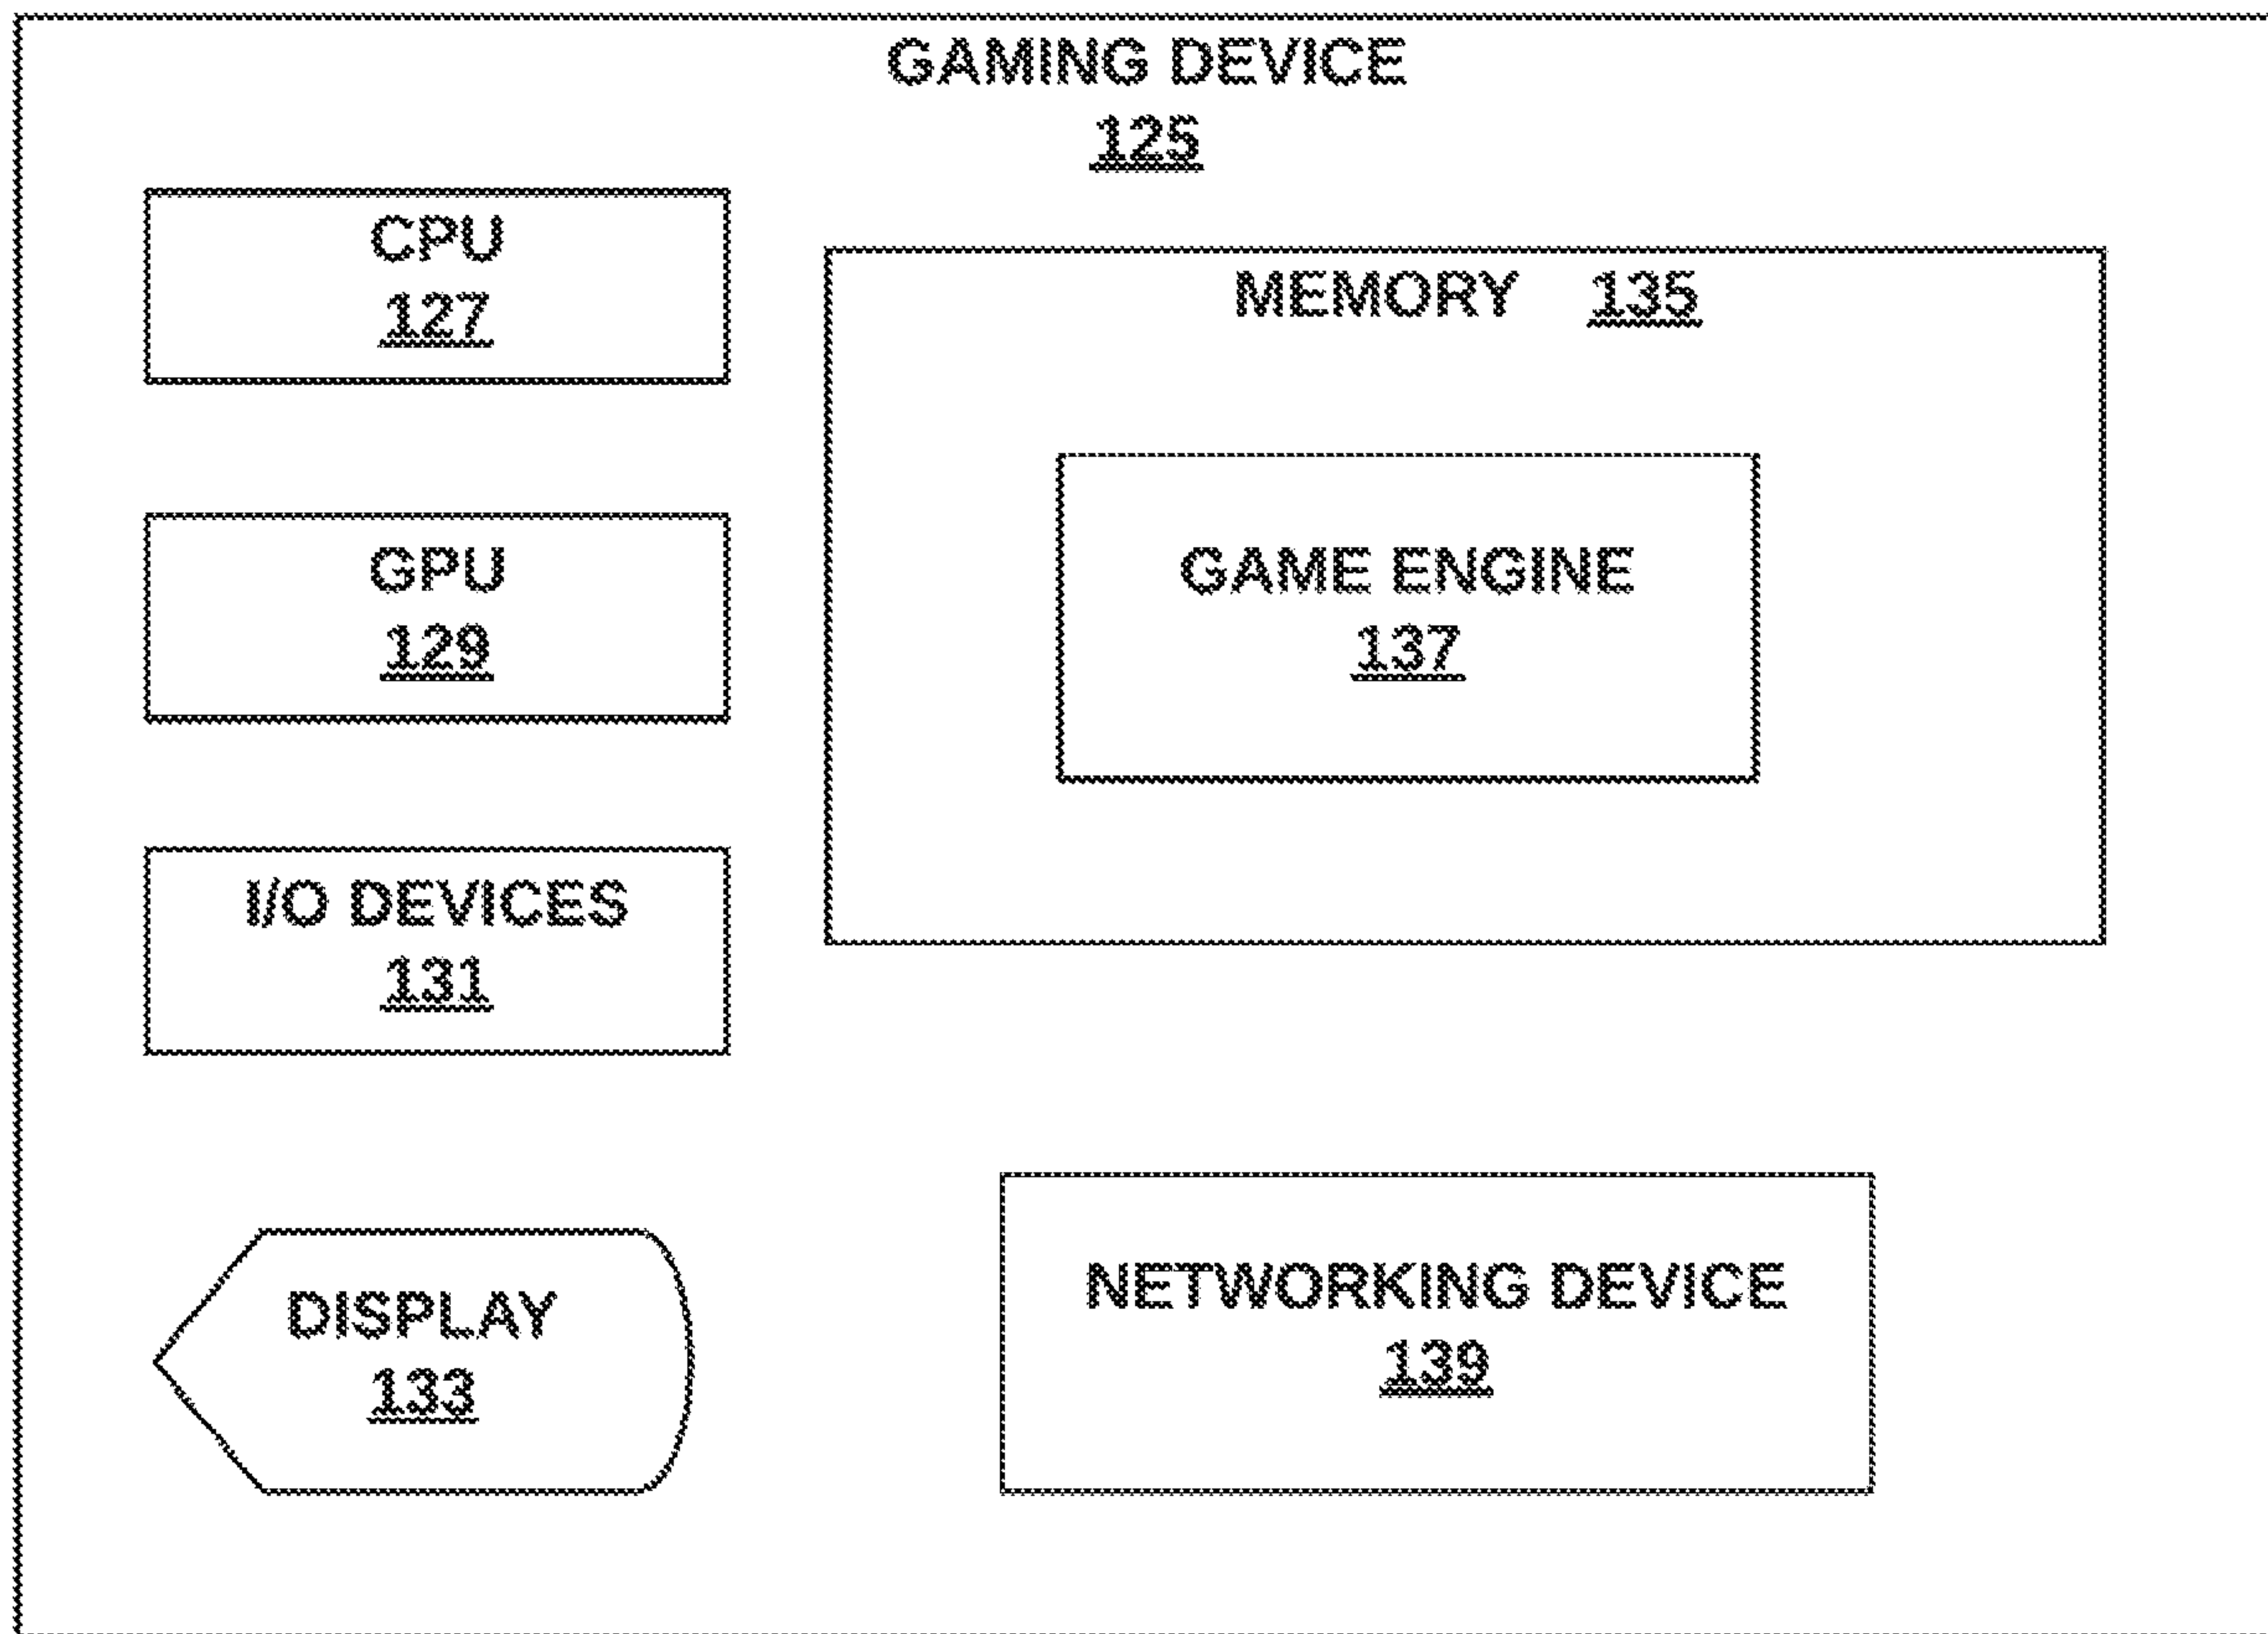 GAMING DEVICE
125
CPU
127
MEMORY 135
GPU
129
GAME ENGINE
137
I/O DEVICES
131
DISPLAY
133
NETWORKING DEVICE
139